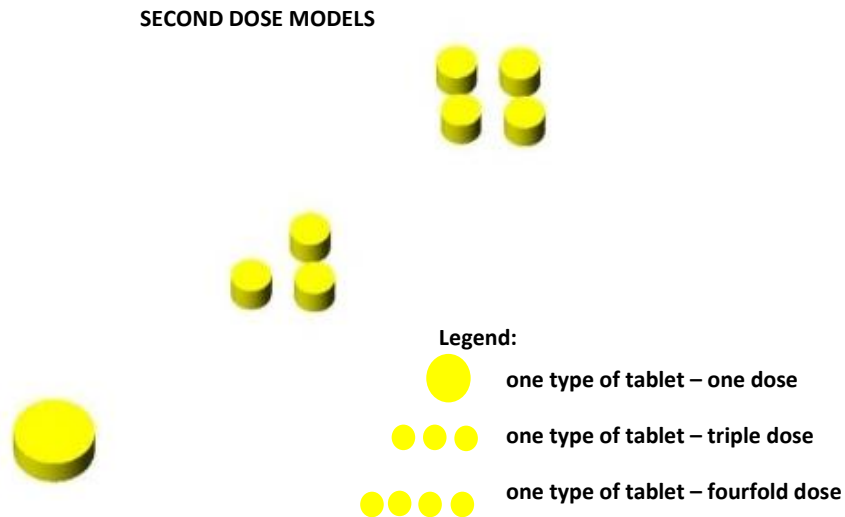 SECOND DOSE MODELS
Legend:
one type of tablet – one dose
one type of tablet – triple dose
one type of tablet – fourfold dose